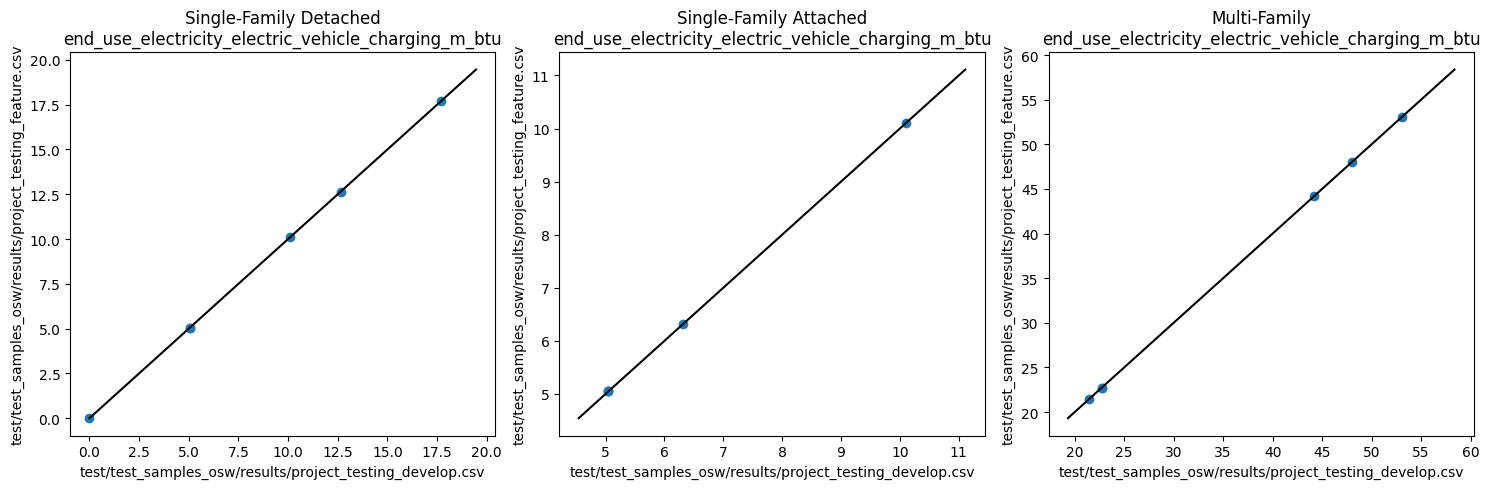 Single-Family Detached
end_use_electricity_electric_vehicle_charging_m_btu
test/test_samples_osw/results/project_testing_feature.csv
20.0
17.5
15.0
12.5
10.0
7.5
5.0
2.5
0.0
0.0 2.5 5.0 7.5 10.0 12.5 15.0 17.5 20.0
test/test_samples_osw/results/project_testing_develop.csv
Single-Family Attached
end_use_electricity_electric_vehicle_charging_m_btu
test/test_samples_osw/results/project_testing_feature.csv
11
10
9
8
7
6
5
5 6 7 8 9 10 11
test/test_samples_osw/results/project_testing_develop.csv
Multi-Family
end_use_electricity_electric_vehicle_charging_m_btu
test/test_samples_osw/results/project_testing_feature.csv
60
55
50
45
40
35
30
25
20
20 25 30 35 40 45 50 55 60
test/test_samples_osw/results/project_testing_develop.csv